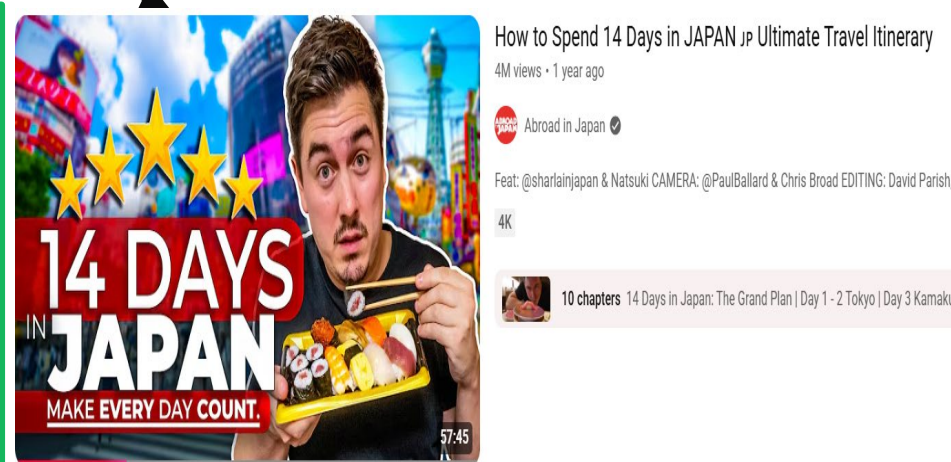 14 DAYS
IN JAPAN
MAKE EVERY DAY COUNT.
57:45
How to Spend 14 Days in JAPAN JP Ultimate Travel Itinerary
4M views • 1 year ago
ABROAD
JAPAN
Abroad in Japan
Feat: @sharlainjapan & Natsuki CAMERA: @PaulBallard & Chris Broad EDITING: David Parish,
4K
10 chapters 14 Days in Japan: The Grand Plan | Day 1 - 2 Tokyo | Day 3 Kamaku